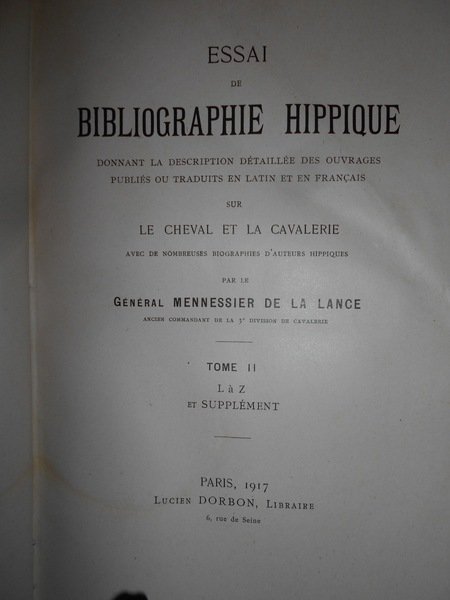 ESSAI
DE
BIBLIOGRAPHIE HIPPIQUE
DONNANT LA DESCRIPTION DÉTAILLÉE DES OUVRAGES
PUBLIÉS OU TRADUITS EN LATIN ET EN FRANÇAIS
SUR
LE CHEVAL ET LA CAVALERIE
AVEC DE NOMBREUSES BIOGRAPHIES D'AUTEURS HIPPIQUES
PAR LE
GÉNÉRAL MENNESSIER DE LA LANCE
ANCIEN COMMANDANT DE LA 3e DIVISION DE CAVALERIE
TOME II
L à Z
ET SUPPLÉMENT
PARIS, 1917
LUCIEN DORBON, LIBRAIRE
6, rue de Seine